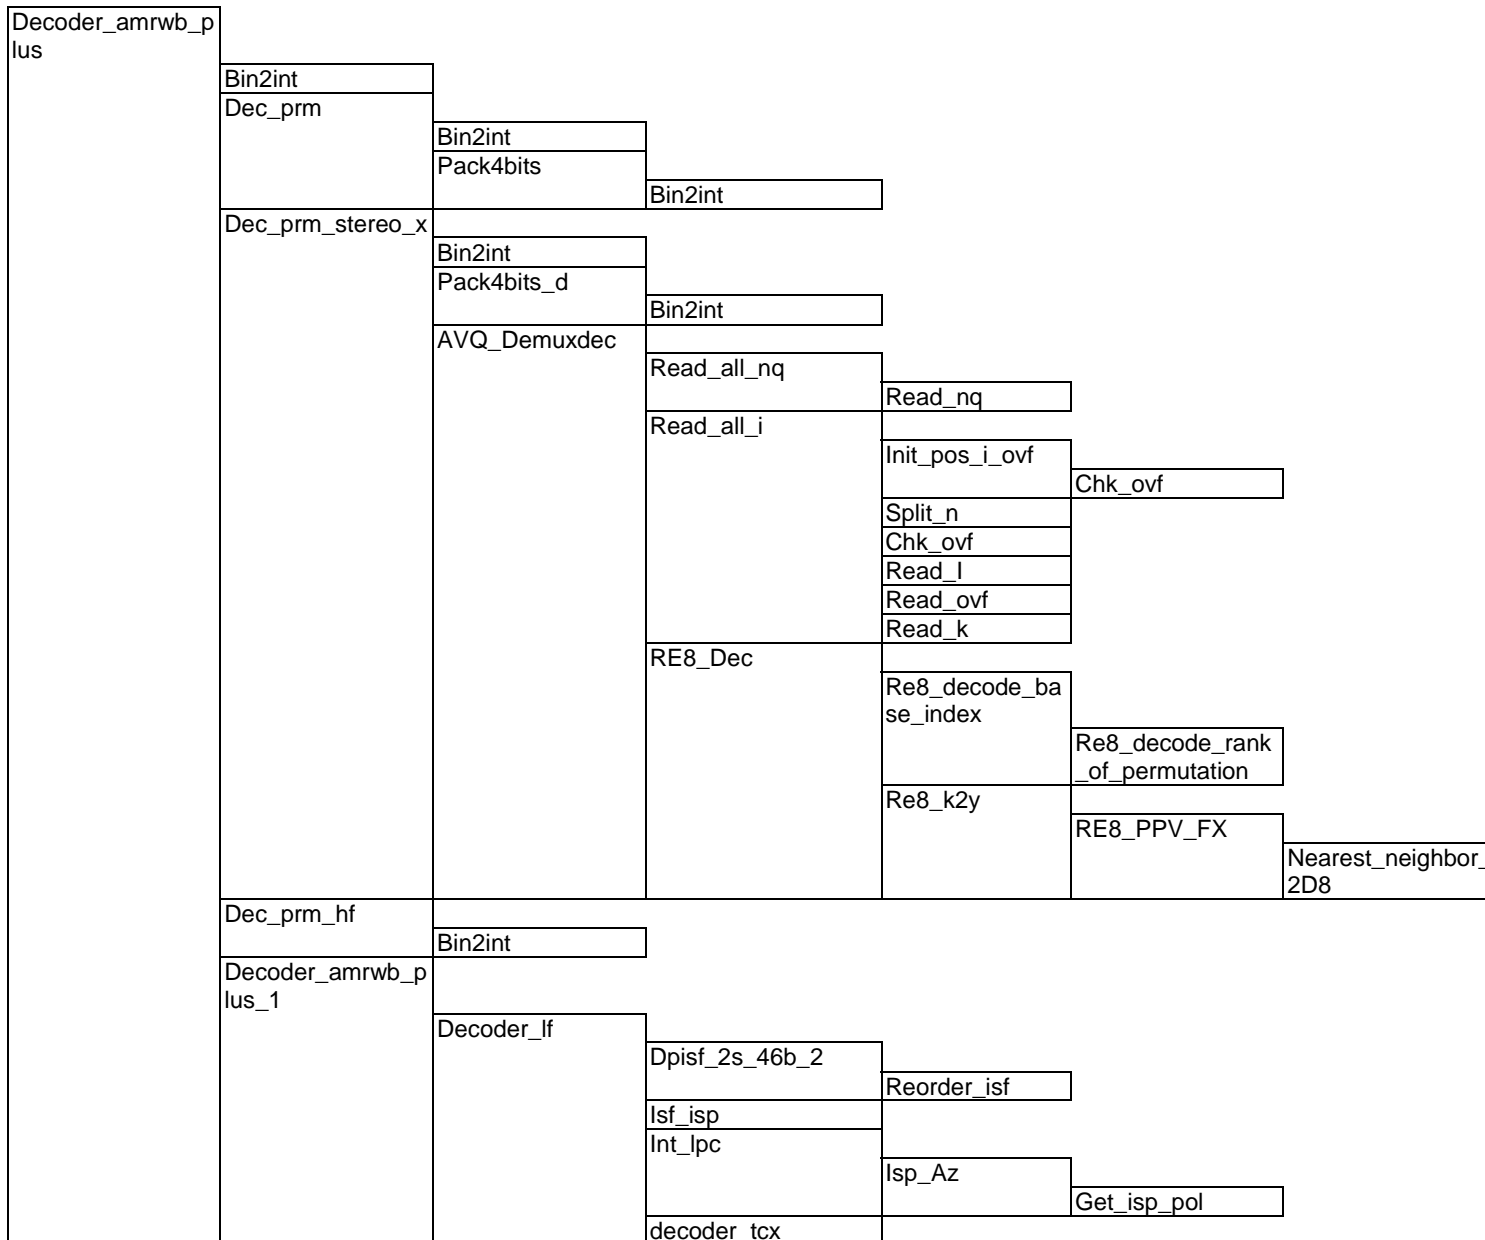 Decoder_amrwb_p
lus
Bin2int
Dec_prm
Bin2int
Pack4bits
Bin2int
Dec_prm_stereo_x
Bin2int
Pack4bits_d
Bin2int
AVQ_Demuxdec
Read_all_nq
Read_nq
Read_all_i
Init_pos_i_ovf
Chk_ovf
Split_n
Chk_ovf
Read_I
Read_ovf
Read_k
RE8_Dec
Re8_decode_ba
se_index
Re8_decode_rank
_of_permutation
Re8_k2y
RE8_PPV_FX
Nearest_neighbor_
2D8
Dec_prm_hf
Bin2int
Decoder_amrwb_p
lus_1
Decoder_lf
Dpisf_2s_46b_2
Reorder_isf
Isf_isp
Int_lpc
Isp_Az
Get_isp_pol
decoder_tcx